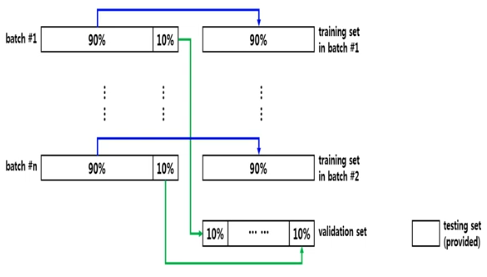 batch #1
90%
10%
90%
training set
in batch #1
batch #n
90%
10%
90%
training set
in batch #2
10%
... ...
10%
validation set
testing set
(provided)